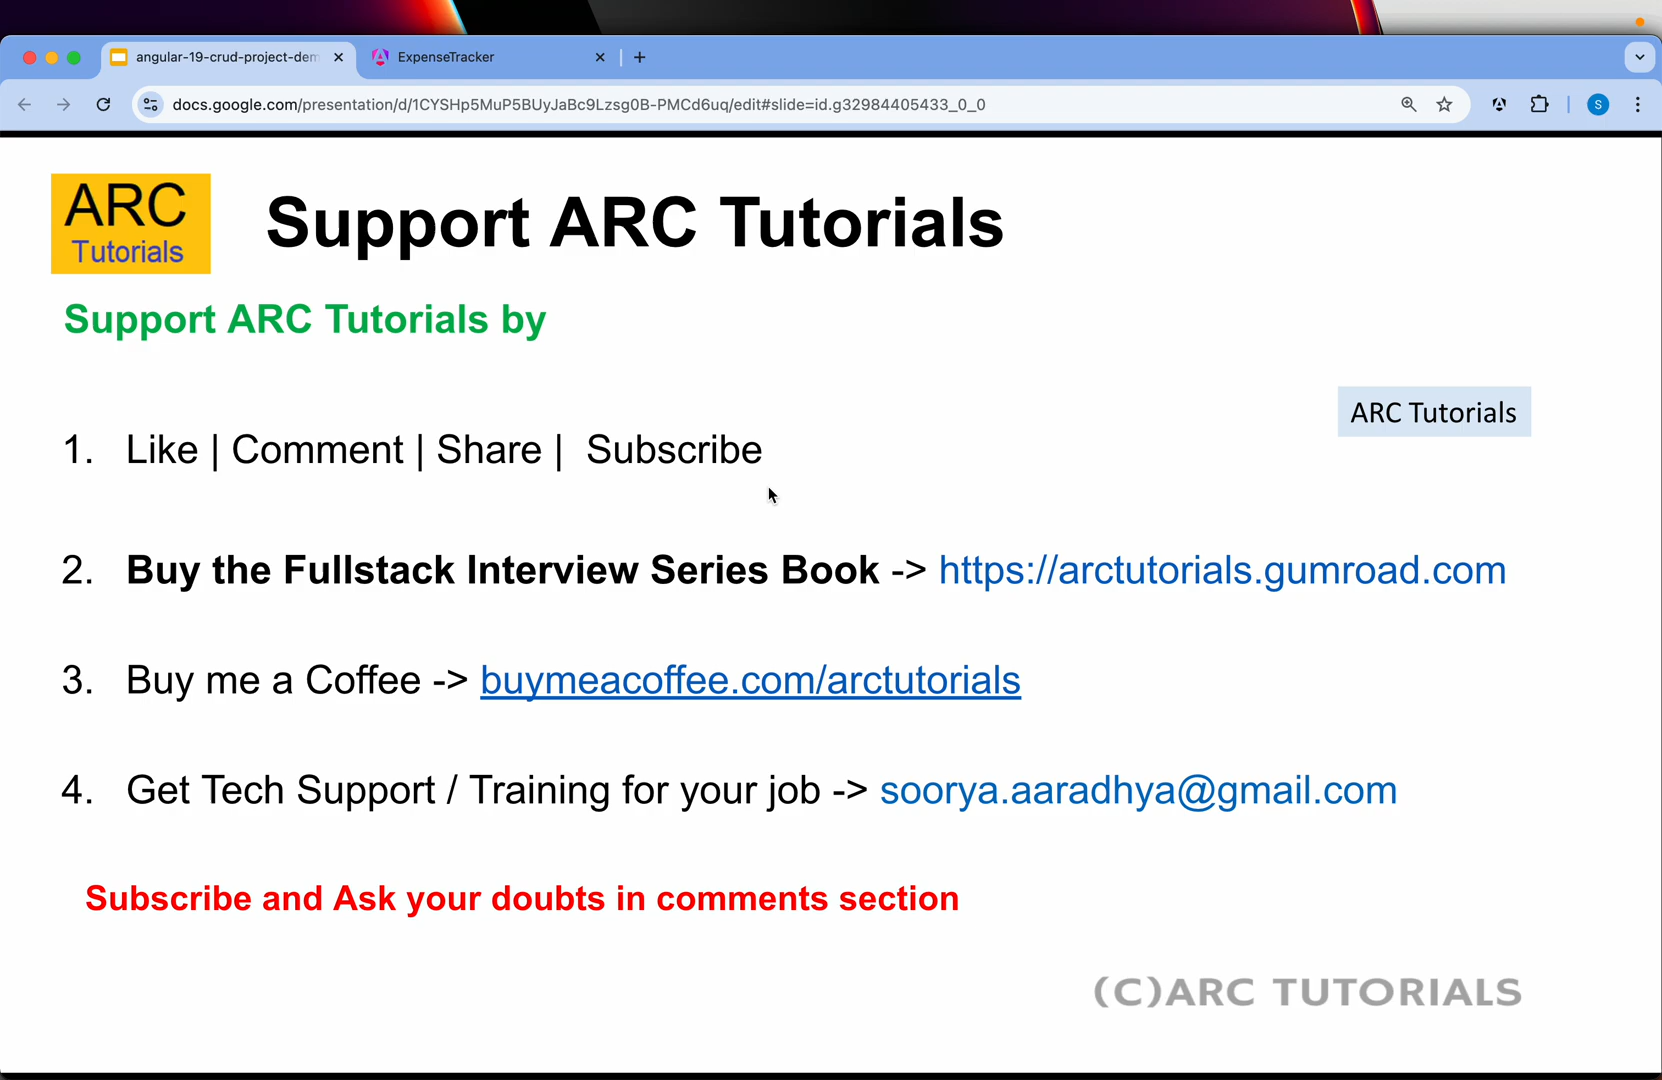 angular-19-crud-project-dem
ExpenseTracker
docs.google.com/presentation/d/1CYSHp5MuP5BUyJaBc9Lzsg0B-PMCd6uq/edit#slide=id.g32984405433_0_0
S
ARC
Tutorials
Support ARC Tutorials
Support ARC Tutorials by
ARC Tutorials
1. Like | Comment | Share | Subscribe
2. Buy the Fullstack Interview Series Book -> https://arctutorials.gumroad.com
3. Buy me a Coffee -> buymeacoffee.com/arctutorials
4. Get Tech Support / Training for your job -> soorya.aaradhya@gmail.com
Subscribe and Ask your doubts in comments section
(C)ARC TUTORIALS